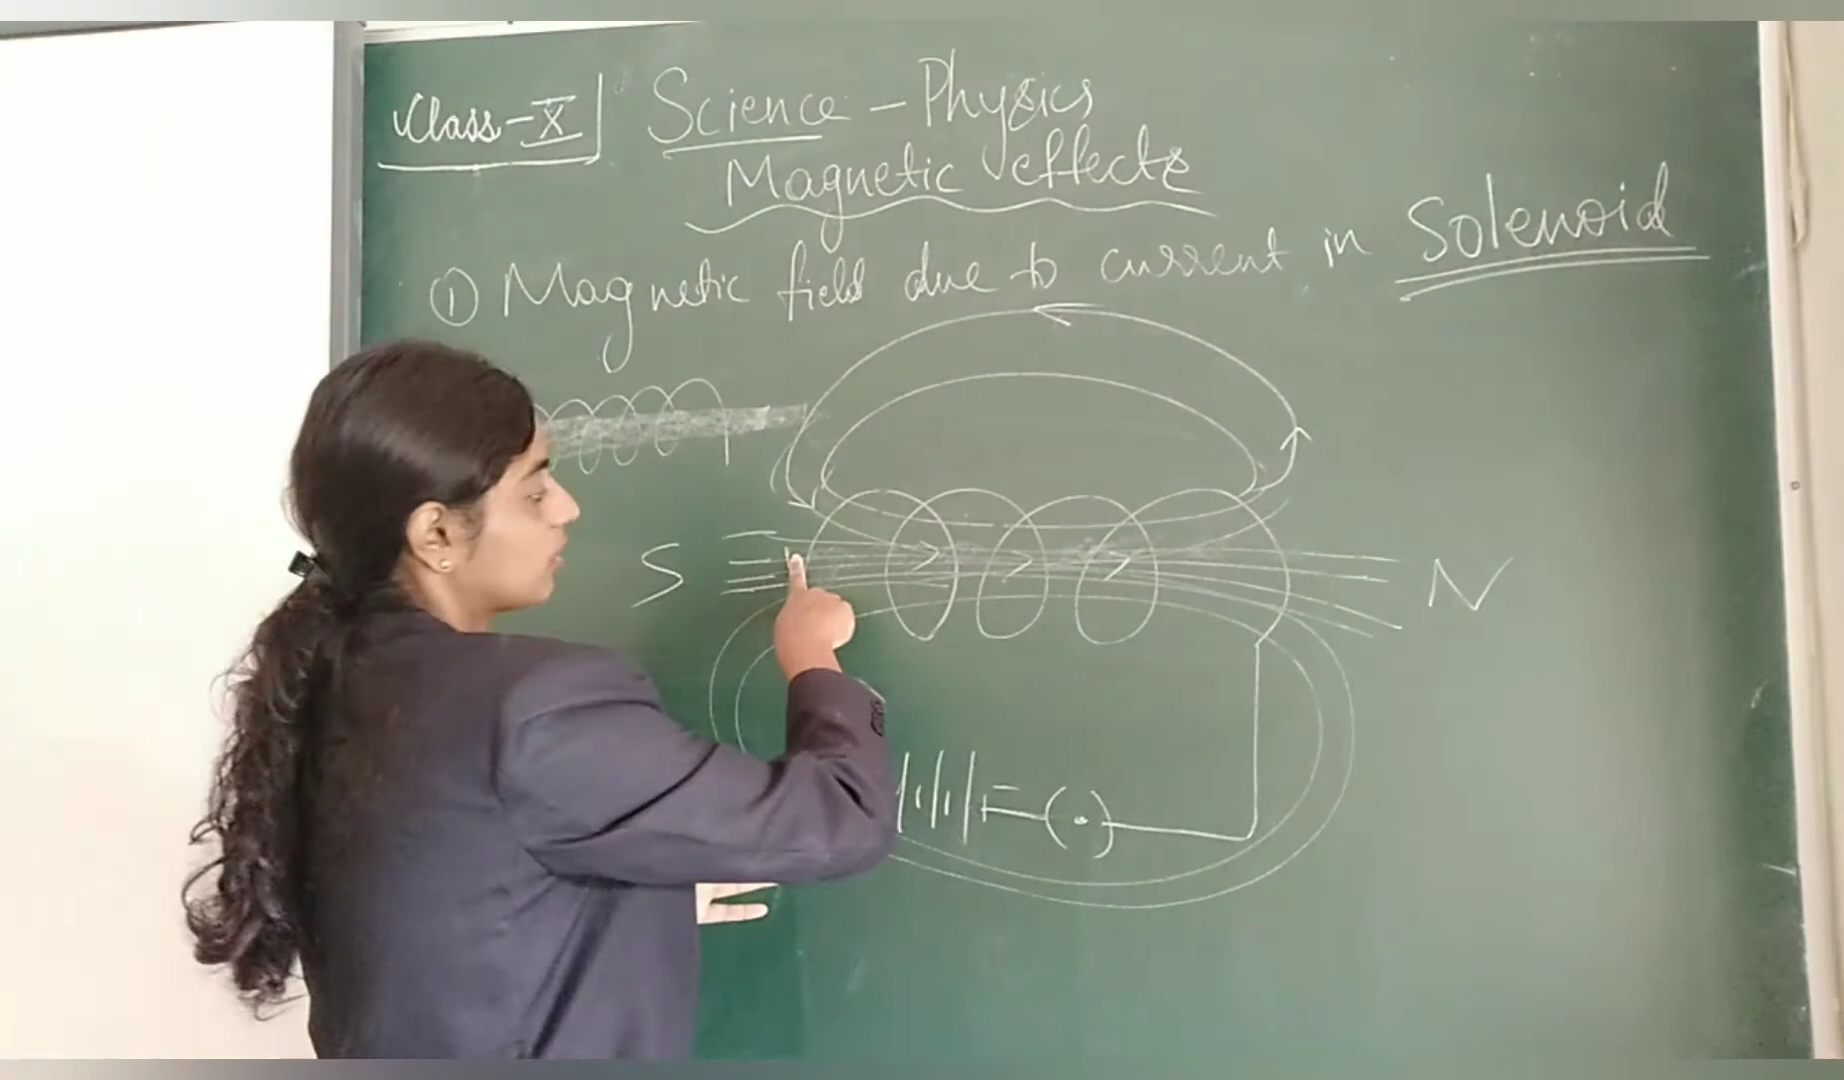 Class-X Science - Physics
Magnetic effects
① Magnetic field due to current in Solenoid
S N